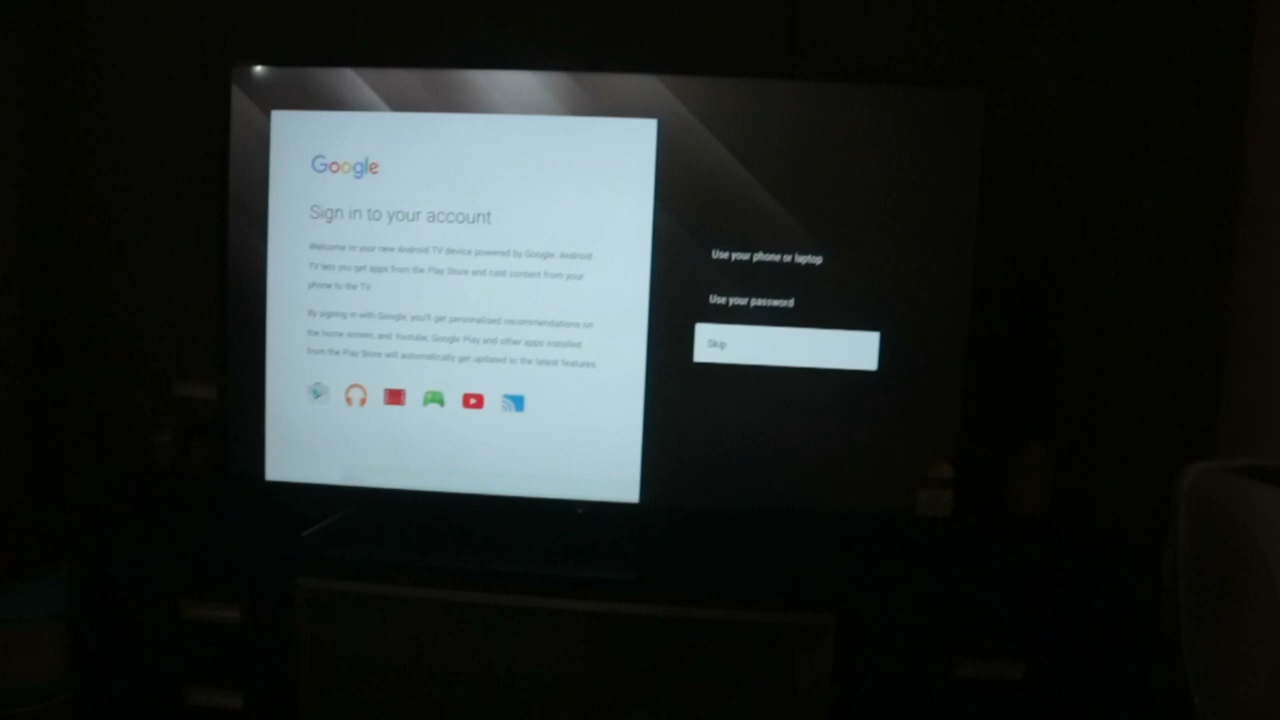 Google
Sign in to your account
Welcome to your new Android TV device powered by Google. Android
TV lets you get apps from the Play Store and cast content from your
phone to the TV.
By signing in with Google, you'll get personalised recommendations on
the home screen, and Youtube, Google Play and other apps installed
from the Play Store will automatically get updated to the latest features.
Use your phone or laptop
Use your password
Skip